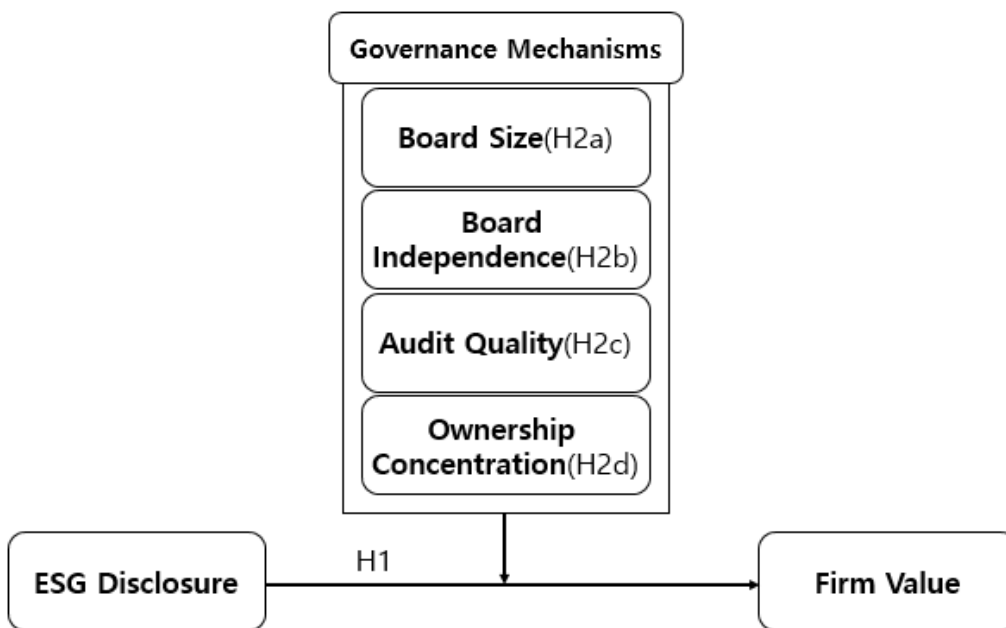 Governance Mechanisms
Board Size(H2a)
Board
Independence(H2b)
Audit Quality(H2c)
Ownership
Concentration(H2d)
H1
ESG Disclosure
Firm Value